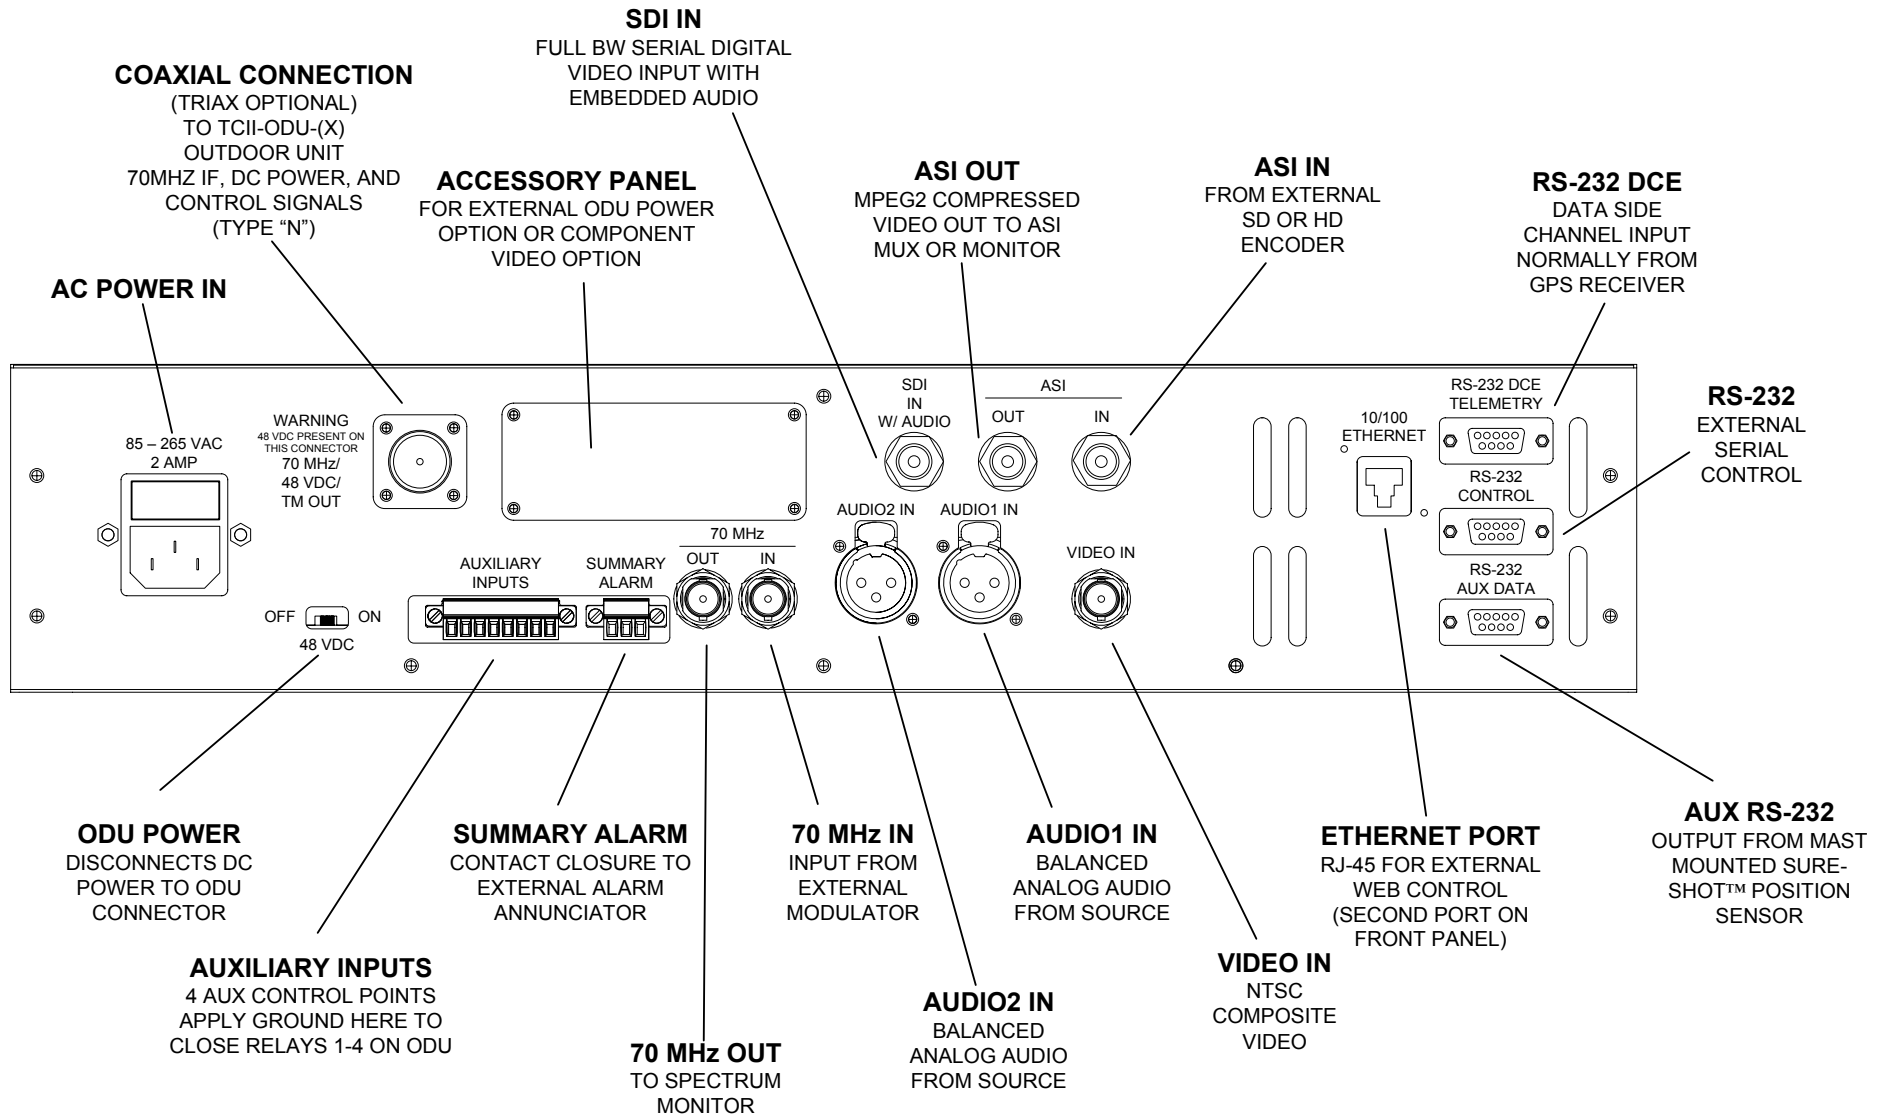 SDI IN
FULL BW SERIAL DIGITAL
VIDEO INPUT WITH
EMBEDDED AUDIO
COAXIAL CONNECTION
(TRIAX OPTIONAL)
TO TCII-ODU-(X)
OUTDOOR UNIT
70MHZ IF, DC POWER, AND
CONTROL SIGNALS
(TYPE “N”)
ACCESSORY PANEL
FOR EXTERNAL ODU POWER
OPTION OR COMPONENT
VIDEO OPTION
ASI OUT
MPEG2 COMPRESSED
VIDEO OUT TO ASI
MUX OR MONITOR
ASI IN
FROM EXTERNAL
SD OR HD
ENCODER
RS-232 DCE
DATA SIDE
CHANNEL INPUT
NORMALLY FROM
GPS RECEIVER
AC POWER IN
RS-232
EXTERNAL
SERIAL
CONTROL
85 – 265 VAC
2 AMP
WARNING
48 VDC PRESENT ON
THIS CONNECTOR
70 MHz/
48 VDC/
TM OUT
SDI
IN
W/ AUDIO
ASI
OUT
IN
10/100
ETHERNET
RS-232 DCE
TELEMETRY
RS-232
CONTROL
RS-232
AUX DATA
AUDIO2 IN
AUDIO1 IN
VIDEO IN
70 MHz
OUT
IN
AUXILIARY
INPUTS
SUMMARY
ALARM
OFF
ON
48 VDC
ODU POWER
DISCONNECTS DC
POWER TO ODU
CONNECTOR
SUMMARY ALARM
CONTACT CLOSURE TO
EXTERNAL ALARM
ANNUNCIATOR
70 MHz IN
INPUT FROM
EXTERNAL
MODULATOR
AUDIO1 IN
BALANCED
ANALOG AUDIO
FROM SOURCE
ETHERNET PORT
RJ-45 FOR EXTERNAL
WEB CONTROL
(SECOND PORT ON
FRONT PANEL)
AUX RS-232
OUTPUT FROM MAST
MOUNTED SURE-
SHOT™ POSITION
SENSOR
AUXILIARY INPUTS
4 AUX CONTROL POINTS
APPLY GROUND HERE TO
CLOSE RELAYS 1-4 ON ODU
70 MHz OUT
TO SPECTRUM
MONITOR
AUDIO2 IN
BALANCED
ANALOG AUDIO
FROM SOURCE
VIDEO IN
NTSC
COMPOSITE
VIDEO